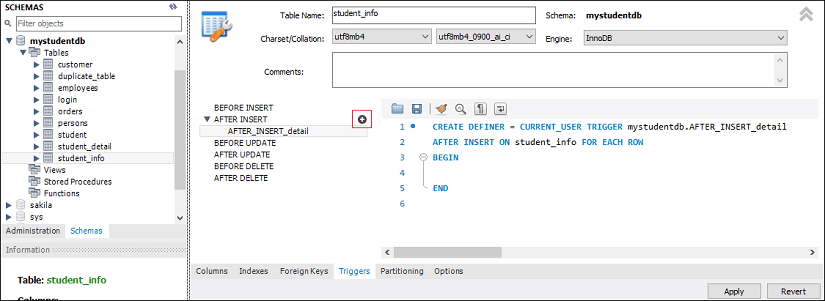 SCHEMAS
Filter objects
mystudentdb
Tables
customer
duplicate_table
employees
login
orders
persons
student
student_detail
student_info
Views
Stored Procedures
Functions
sakila
sys
Administration Schemas
Information
Table: student_info
Table Name: student_info Schema: mystudentdb
Charset/Collation: utf8mb4 utf8mb4_0900_ai_ci Engine: InnoDB
Comments:
BEFORE INSERT
AFTER INSERT
AFTER_INSERT_detail
BEFORE UPDATE
AFTER UPDATE
BEFORE DELETE
AFTER DELETE
1 CREATE DEFINER = CURRENT_USER TRIGGER mystudentdb.AFTER_INSERT_detail
2 AFTER INSERT ON student_info FOR EACH ROW
3 BEGIN
4
5 END
6
Columns Indexes Foreign Keys Triggers Partitioning Options
Apply Revert